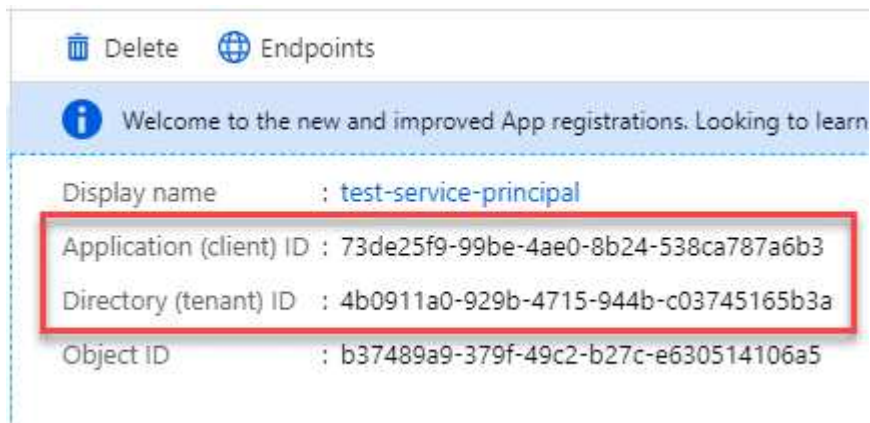 Delete Endpoints
Welcome to the new and improved App registrations. Looking to learn
Display name : test-service-principal
Application (client) ID : 73de25f9-99be-4ae0-8b24-538ca787a6b3
Directory (tenant) ID : 4b0911a0-929b-4715-944b-c03745165b3a
Object ID : b37489a9-379f-49c2-b27c-e630514106a5